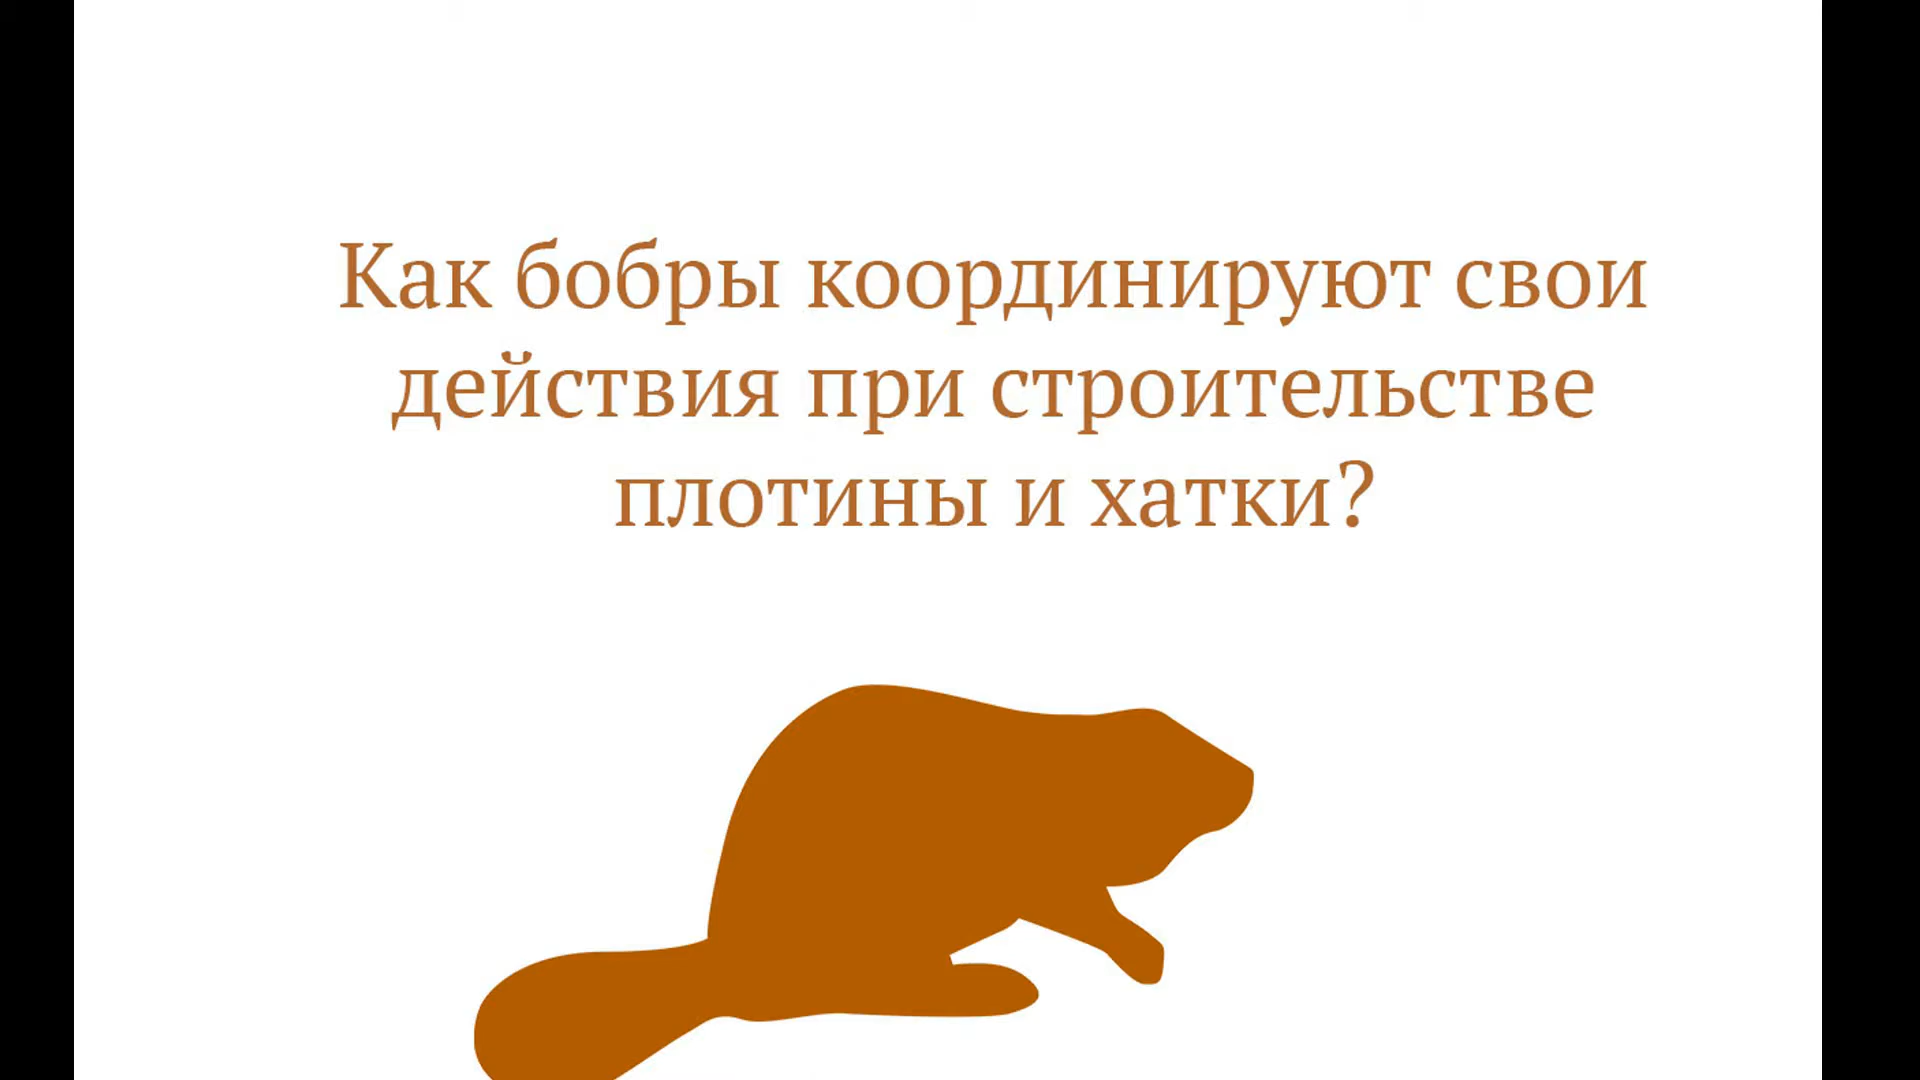 Как бобры координируют свои
действия при строительстве
плотины и хатки?